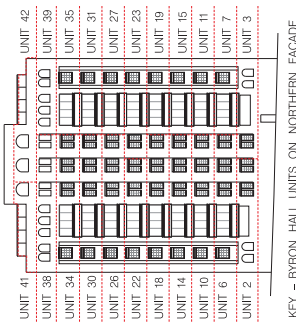 UNIT 42
UNIT 39
UNIT 35
UNIT 31
UNIT 27
UNIT 23
UNIT 19
UNIT 15
UNIT 11
UNIT 7
UNIT 3
UNIT 41
UNIT 38
UNIT 34
UNIT 30
UNIT 26
UNIT 22
UNIT 18
UNIT 14
UNIT 10
UNIT 6
UNIT 2
KEY – BYRON HALL UNITS ON NORTHERN FACADE